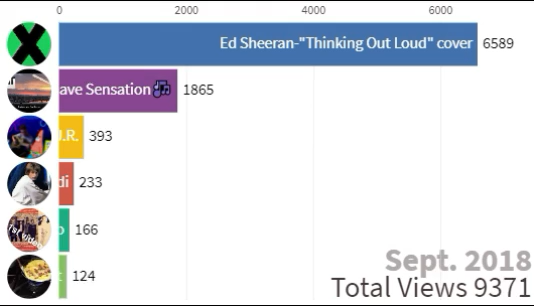 0 2000 4000 6000
Ed Sheeran-"Thinking Out Loud" cover 6589
ave Sensation 1865
J.R. 393
di 233
166
124
Sept. 2018
Total Views 9371